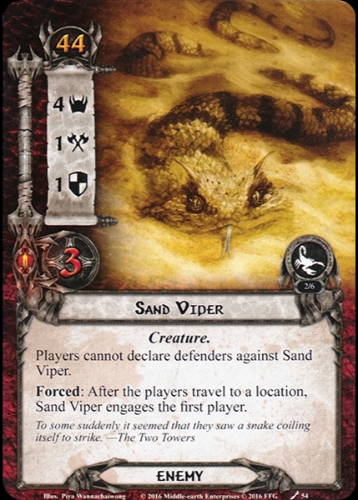 44
4
1
1
3
2/6
SAND VIPER
Creature.
Players cannot declare defenders against Sand
Viper.
Forced: After the players travel to a location,
Sand Viper engages the first player.
To some suddenly it seemed that they saw a snake coiling
itself to strike. —The Two Towers
ENEMY
Illus. Piya Wannachaiwong
© 2016 Middle-earth Enterprises © 2016 FFG
54